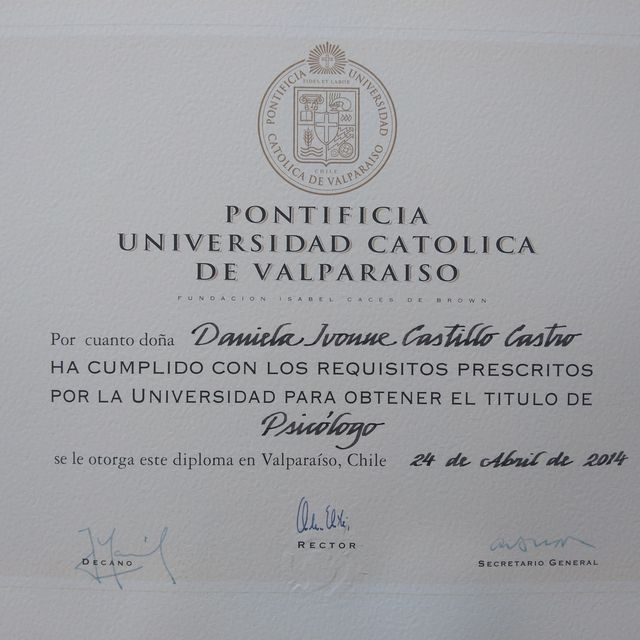 PONTIFICIA UNIVERSIDAD
CATOLICA DE VALPARAISO
FIDES ET LABOR
CHILE
PONTIFICIA
UNIVERSIDAD CATOLICA
DE VALPARAISO
FUNDACION ISABEL CACES DE BROWN
Por cuanto doña Daniela Ivonne Castillo Castro
HA CUMPLIDO CON LOS REQUISITOS PRESCRITOS
POR LA UNIVERSIDAD PARA OBTENER EL TITULO DE
Psicólogo
se le otorga este diploma en Valparaíso, Chile 24 de Abril de 2014
DECANO
RECTOR
SECRETARIO GENERAL